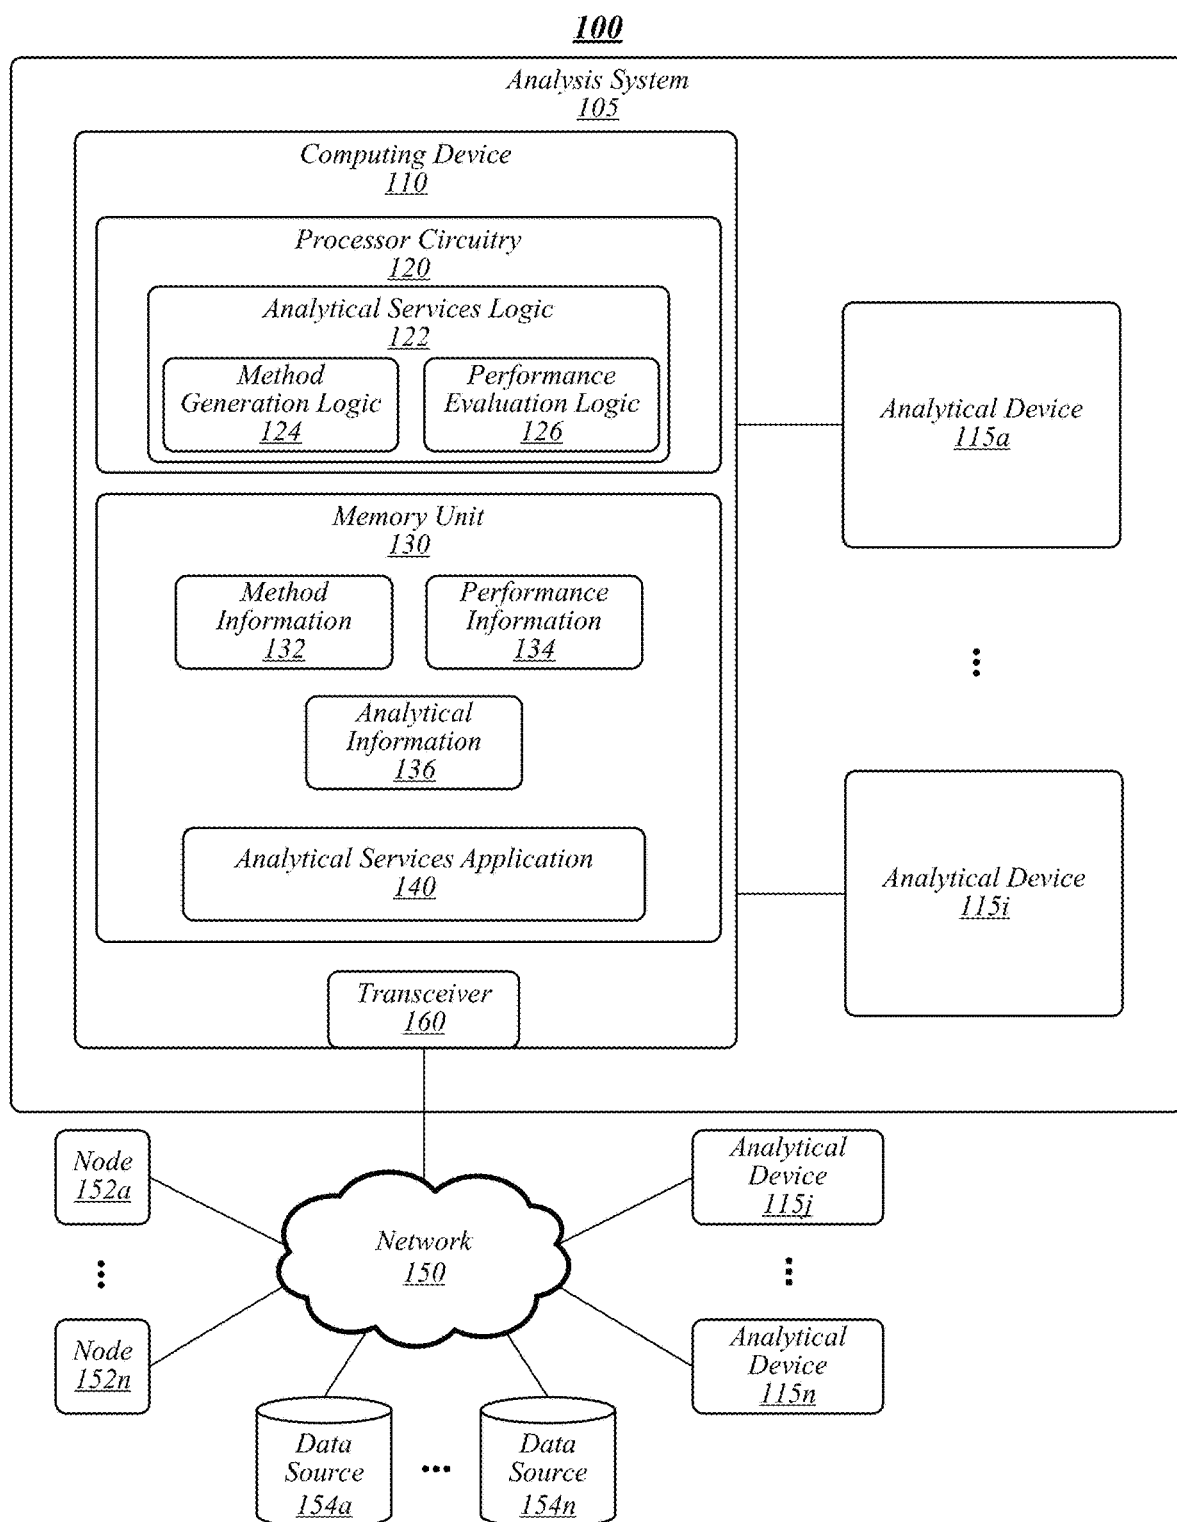 100
Analysis System
105
Computing Device
110
Processor Circuitry
120
Analytical Services Logic
122
Method
Generation Logic
124
Performance
Evaluation Logic
126
Memory Unit
130
Method
Information
132
Performance
Information
134
Analytical
Information
136
Analytical Services Application
140
Transceiver
160
Analytical Device
115a
Analytical Device
115i
Node
152a
Node
152n
Network
150
Analytical
Device
115j
Analytical
Device
115n
Data
Source
154a
Data
Source
154n